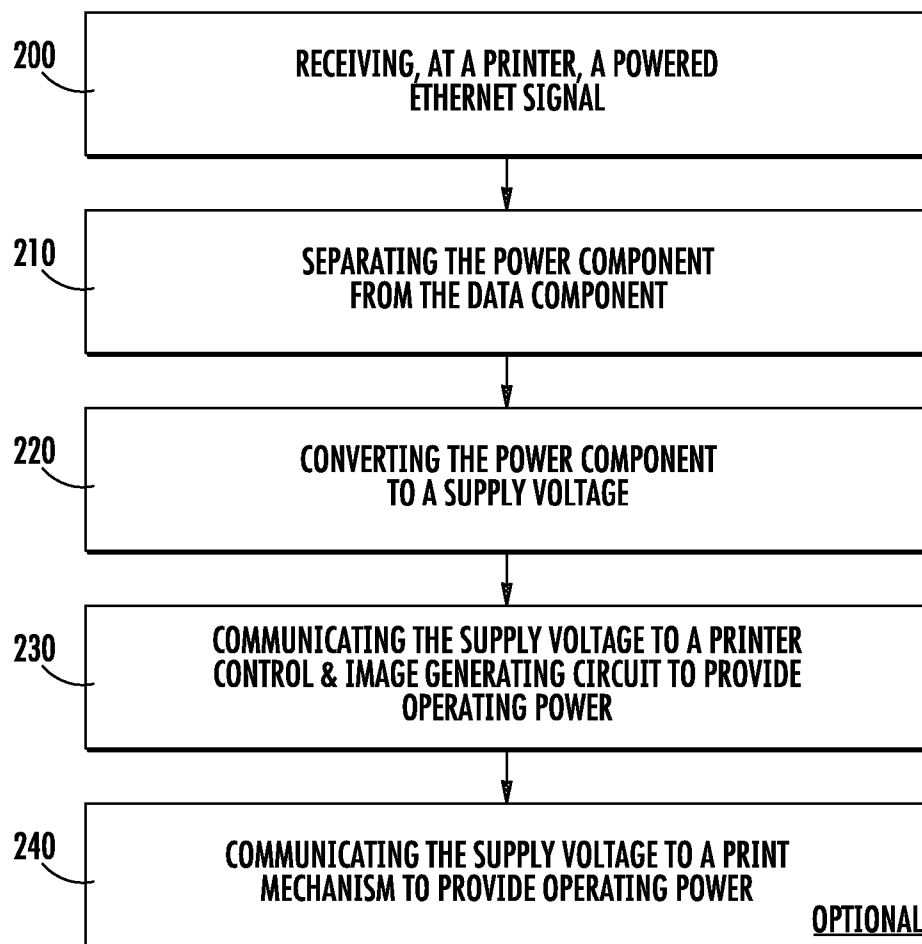 200
RECEIVING, AT A PRINTER, A POWERED
ETHERNET SIGNAL
210
SEPARATING THE POWER COMPONENT
FROM THE DATA COMPONENT
220
CONVERTING THE POWER COMPONENT
TO A SUPPLY VOLTAGE
230
COMMUNICATING THE SUPPLY VOLTAGE TO A PRINTER
CONTROL & IMAGE GENERATING CIRCUIT TO PROVIDE
OPERATING POWER
240
COMMUNICATING THE SUPPLY VOLTAGE TO A PRINT
MECHANISM TO PROVIDE OPERATING POWER
OPTIONAL